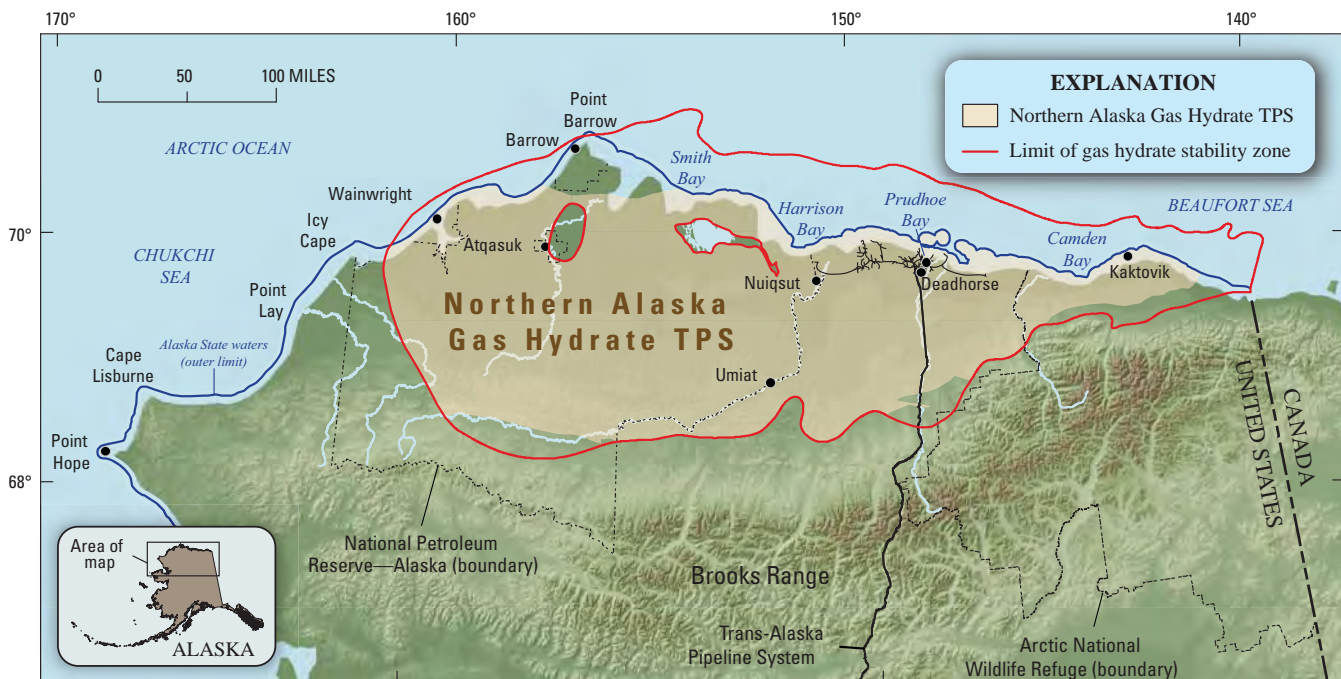 170°
160°
150°
140°
0 50 100 MILES
EXPLANATION
Northern Alaska Gas Hydrate TPS
Limit of gas hydrate stability zone
ARCTIC OCEAN
Point
Barrow
Barrow
Smith
Bay
Wainwright
Harrison
Bay
Prudhoe
Bay
BEAUFORT SEA
Icy
Cape
70°
Atqasuk
Camden
Bay
Kaktovik
CHUKCHI
SEA
Nuiqsut
Deadhorse
Point
Lay
Northern Alaska
Gas Hydrate TPS
Alaska State waters
(outer limit)
Cape
Lisburne
Umiat
CANADA
UNITED STATES
Point
Hope
68°
National Petroleum
Reserve—Alaska (boundary)
Brooks Range
Area of
map
ALASKA
Trans-Alaska
Pipeline System
Arctic National
Wildlife Refuge (boundary)